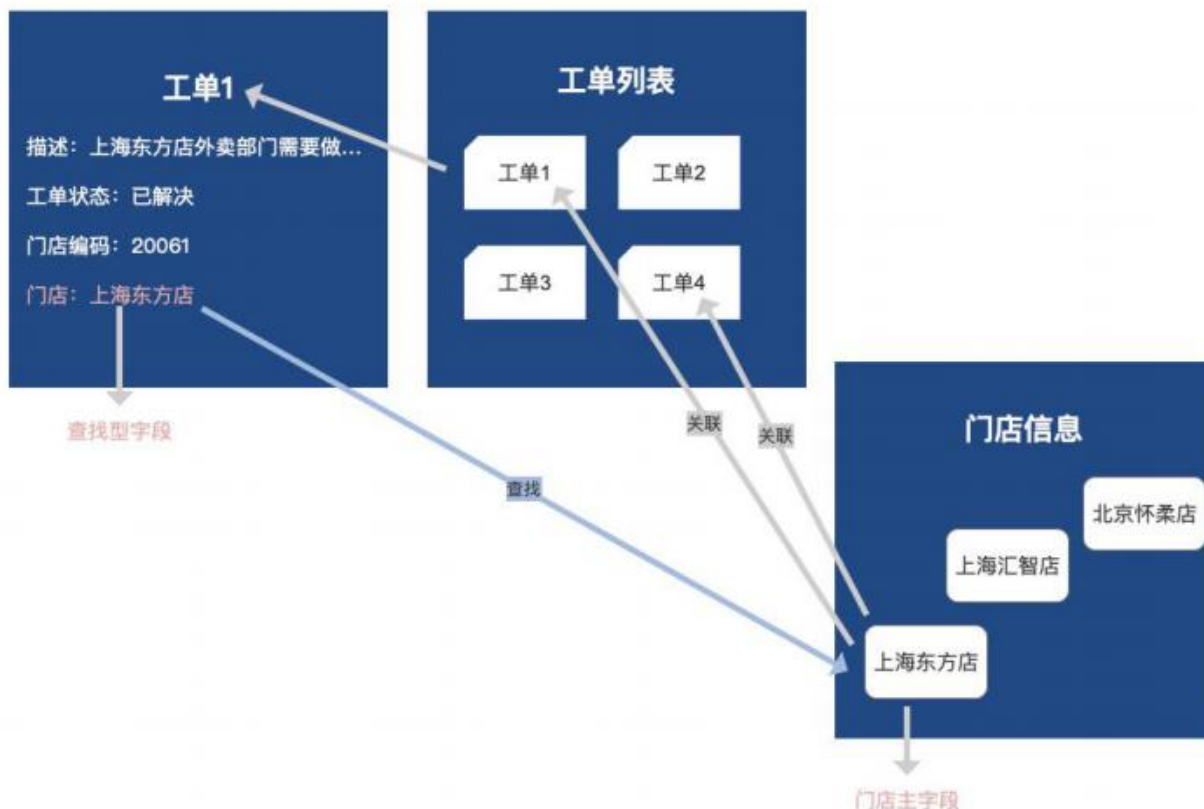 工单1
描述：上海东方店外卖部门需要做...
工单状态：已解决
门店编码：20061
门店：上海东方店
查找型字段
工单列表
工单1
工单2
工单3
工单4
关联
关联
查找
门店信息
北京怀柔店
上海汇智店
上海东方店
门店主字段